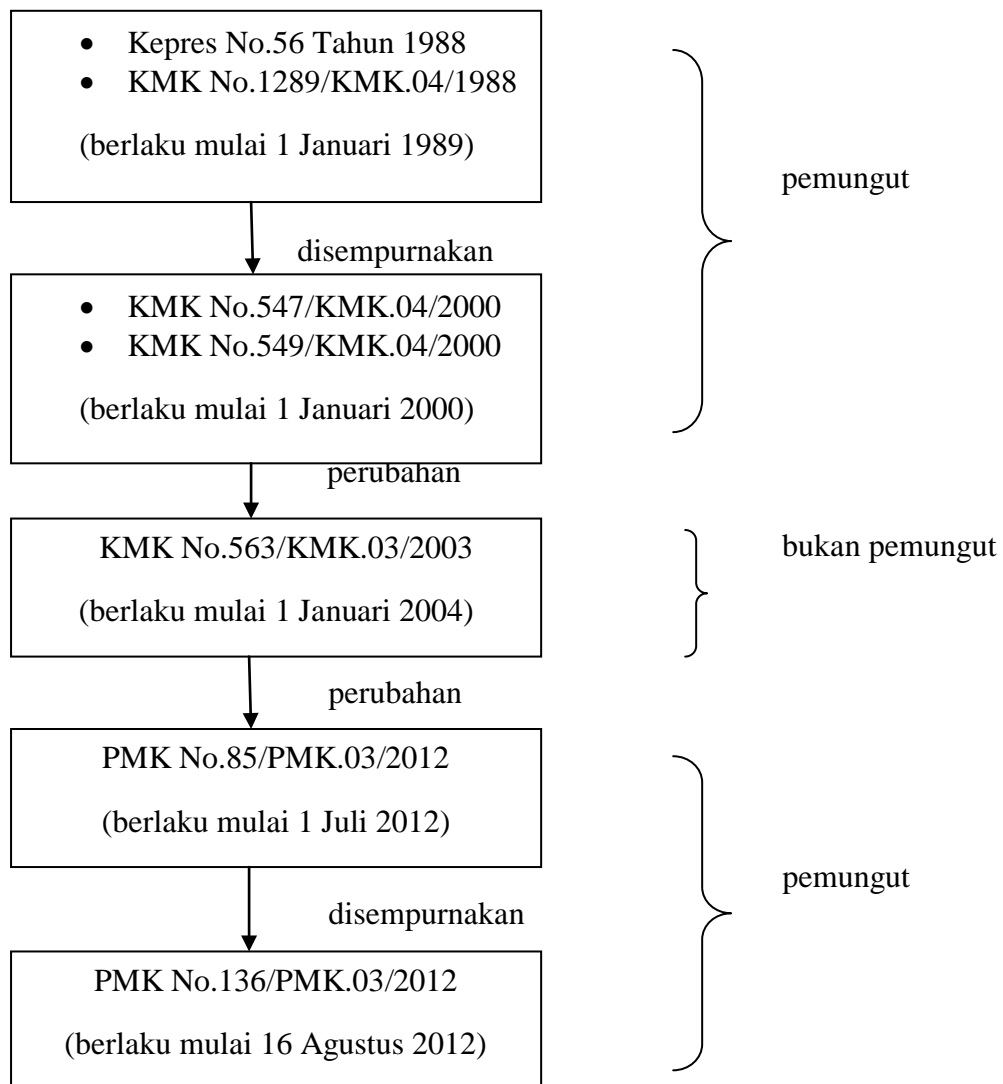 • Kepres No.56 Tahun 1988
• KMK No.1289/KMK.04/1988
(berlaku mulai 1 Januari 1989)
pemungut
disempurnakan
• KMK No.547/KMK.04/2000
• KMK No.549/KMK.04/2000
(berlaku mulai 1 Januari 2000)
perubahan
KMK No.563/KMK.03/2003
(berlaku mulai 1 Januari 2004)
bukan pemungut
perubahan
PMK No.85/PMK.03/2012
(berlaku mulai 1 Juli 2012)
pemungut
disempurnakan
PMK No.136/PMK.03/2012
(berlaku mulai 16 Agustus 2012)